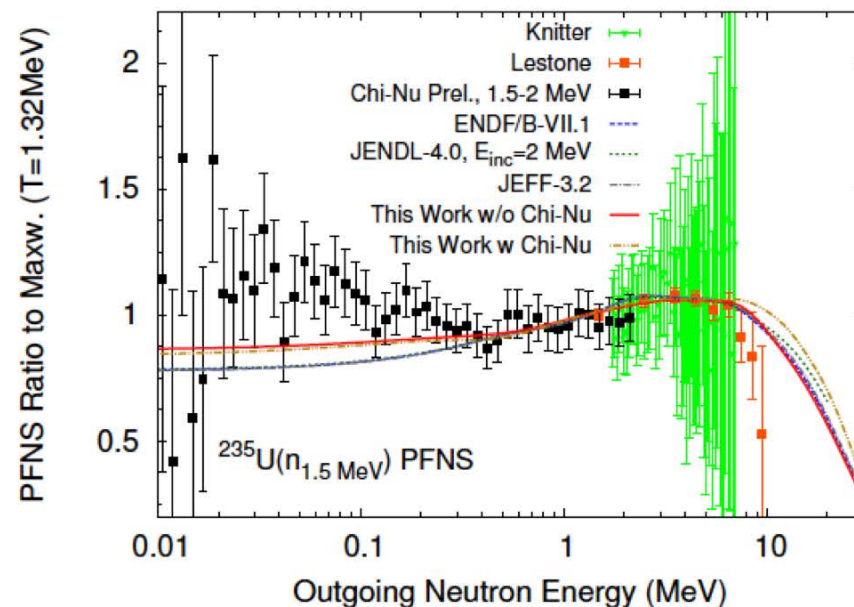 Knitter
Lestone
Chi-Nu Prel., 1.5-2 MeV
ENDF/B-VII.1
JENDL-4.0, E_inc=2 MeV
JEFF-3.2
This Work w/o Chi-Nu
This Work w Chi-Nu
PFNS Ratio to Maxw. (T=1.32MeV)
2
1.5
1
0.5
235U(n1.5 MeV) PFNS
0.01 0.1 1 10
Outgoing Neutron Energy (MeV)